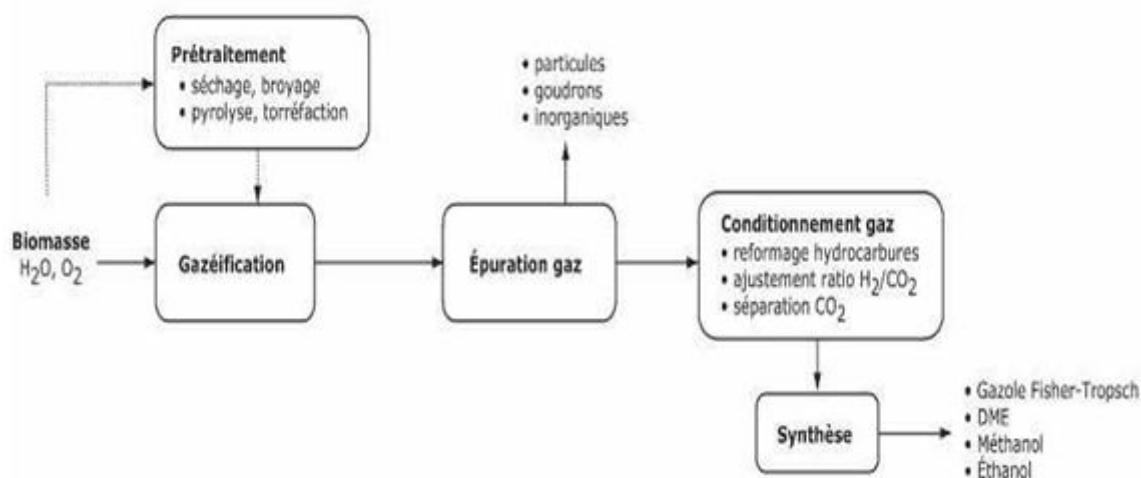 Prétraitement
• séchage, broyage
• pyrolyse, torréfaction
• particules
• goudrons
• inorganiques
Biomasse
H₂O, O₂
Gazéification
Épuration gaz
Conditionnement gaz
• reformage hydrocarbures
• ajustement ratio H₂/CO₂
• séparation CO₂
Synthèse
• Gazole Fisher-Tropsch
• DME
• Méthanol
• Éthanol